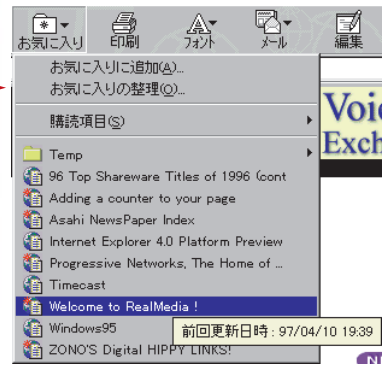 お気に入り 印刷 フォント メール 編集
お気に入りに追加(A)...
お気に入りの整理(O)...
購読項目(S)
Temp
96 Top Shareware Titles of 1996 (cont
Adding a counter to your page
Asahi NewsPaper Index
Internet Explorer 4.0 Platform Preview
Progressive Networks, The Home of ...
Timecast
Welcome to RealMedia !
Windows95
前回更新日時 : 97/04/10 19:39
ZONO'S Digital HIPPY LINKS!
Voic
Exch